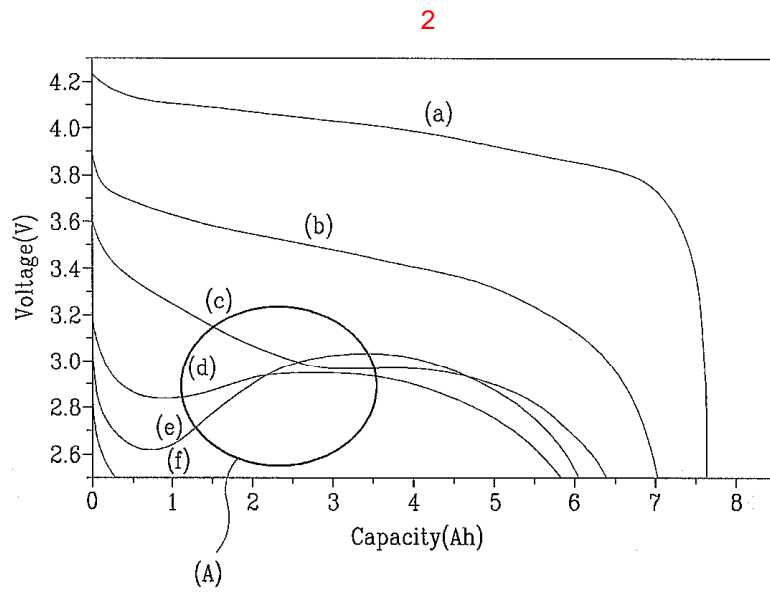 2
4.2
4.0
3.8
3.6
3.4
3.2
3.0
2.8
2.6
Voltage(V)
(a)
(b)
(c)
(d)
(e)
(f)
0 1 2 3 4 5 6 7 8
Capacity(Ah)
(A)